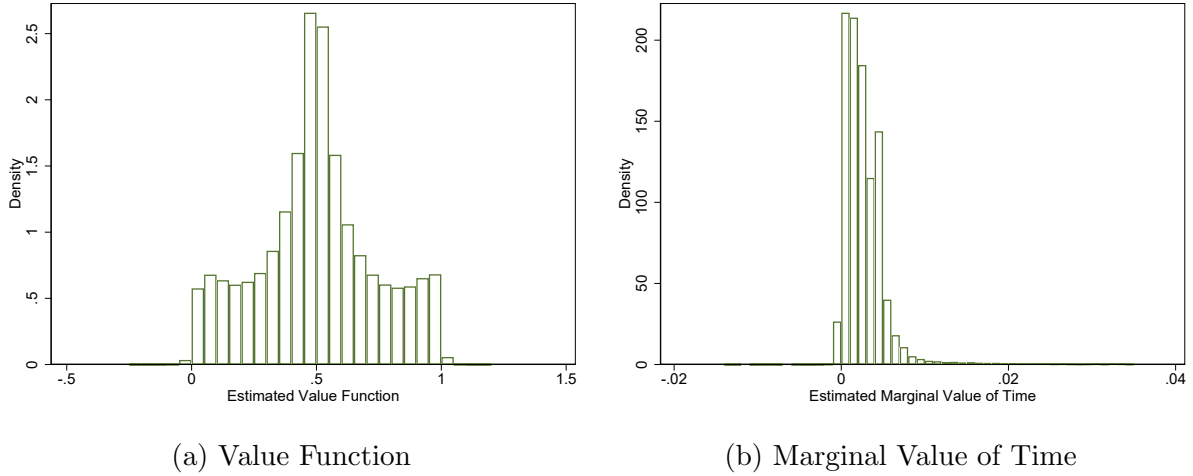 Density
2.5
2
1.5
1
.5
0
-.5 0 .5 1 1.5
Estimated Value Function
(a) Value Function
Density
200
150
100
50
0
-.02 0 .02 .04
Estimated Marginal Value of Time
(b) Marginal Value of Time